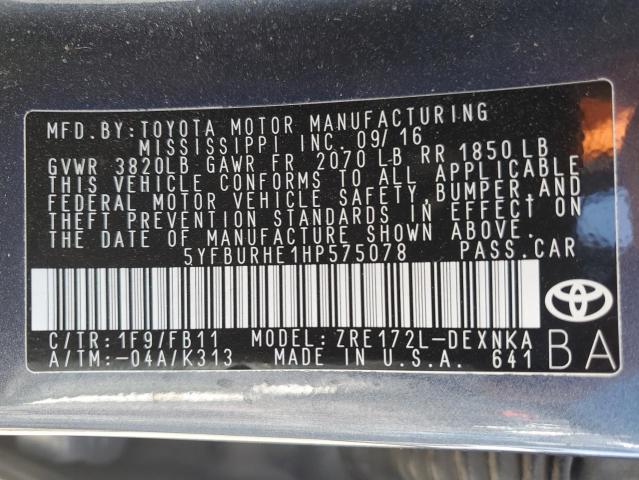 MFD.BY:TOYOTA MOTOR MANUFACTURING
MISSISSIPPI INC. 09/16
GVWR 3820LB GAWR FR 2070 LB RR 1850LB
THIS VEHICLE CONFORMS TO ALL APPLICABLE
FEDERAL MOTOR VEHICLE SAFETY,BUMPER,AND
THEFT PREVENTION STANDARDS IN EFFECT ON
THE DATE OF MANUFACTURE SHOWN ABOVE.
5YFBURHE1HP575078 PASS.CAR
C/TR:1F9/FB11 MODEL:ZRE172L-DEXNKA
A/TM:-04A/K313 MADE IN U.S.A. 641
BA